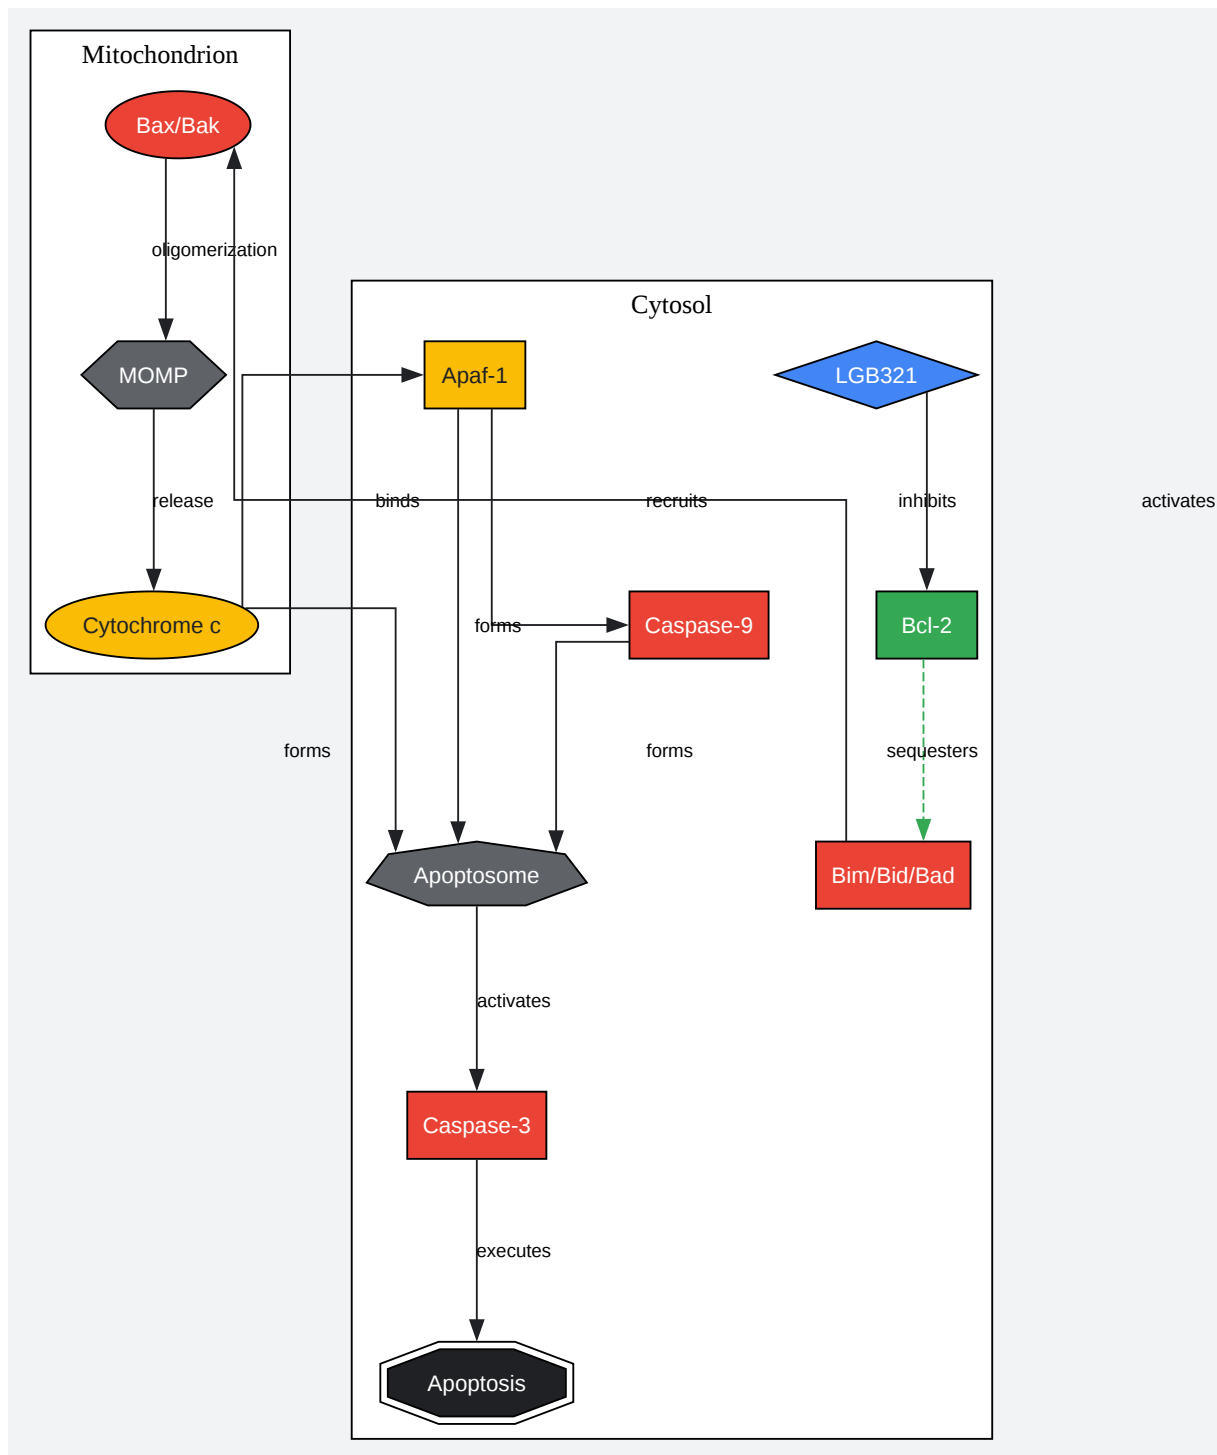 Mitochondrion
Bax/Bak
oligomerization
Cytosol
MOMP
Apaf-1
LGB321
release
binds
recruits
inhibits
activates
Cytochrome c
forms
Caspase-9
Bcl-2
forms
forms
sequesters
Apoptosome
Bim/Bid/Bad
activates
Caspase-3
executes
Apoptosis